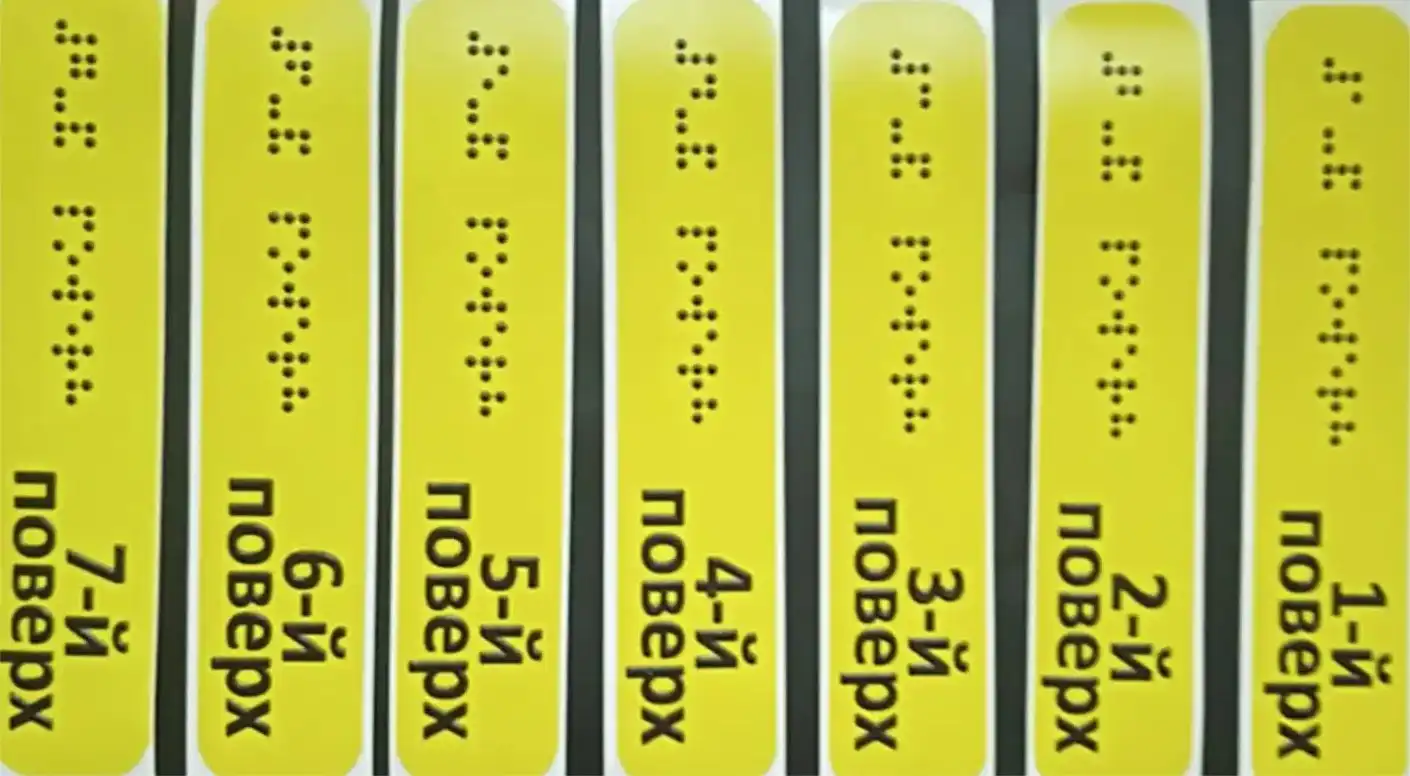 1-й
поверх
2-й
поверх
3-й
поверх
4-й
поверх
5-й
поверх
6-й
поверх
7-й
поверх